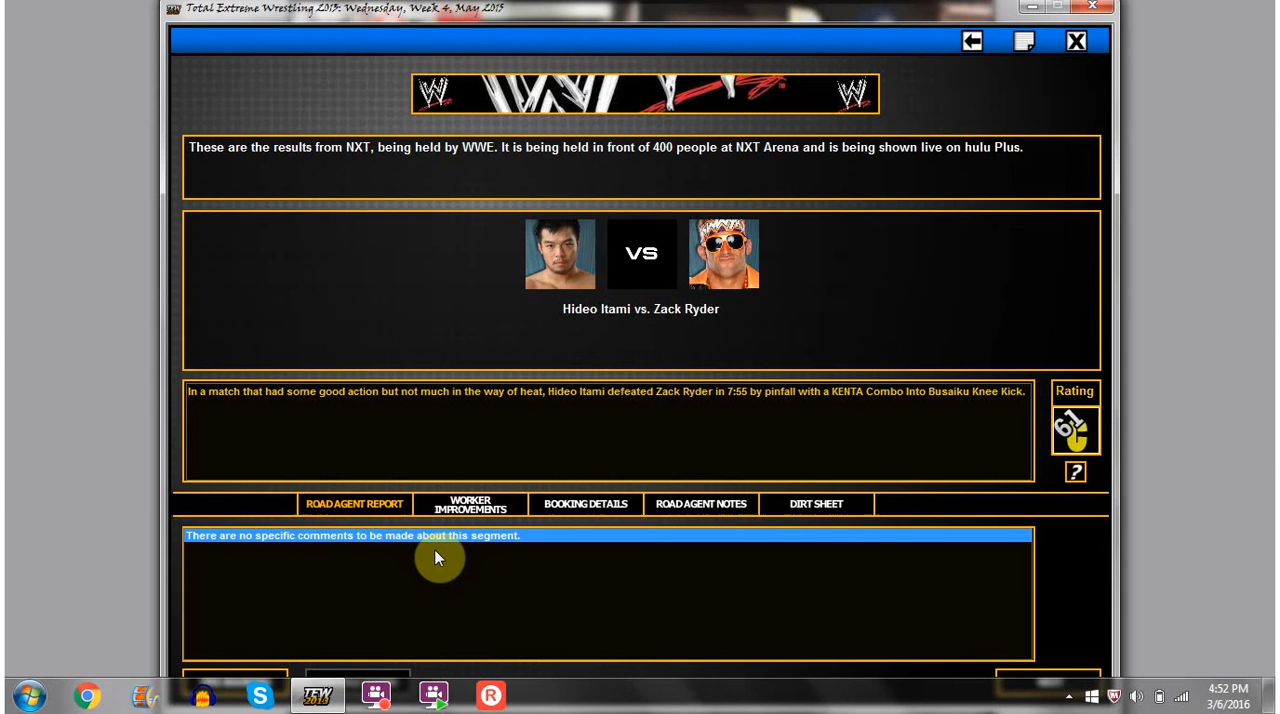 Total Extreme Wrestling 2013: Wednesday, Week 4, May 2015
These are the results from NXT, being held by WWE. It is being held in front of 400 people at NXT Arena and is being shown live on hulu Plus.
VS
Hideo Itami vs. Zack Ryder
In a match that had some good action but not much in the way of heat, Hideo Itami defeated Zack Ryder in 7:55 by pinfall with a KENTA Combo Into Busaiku Knee Kick.
Rating
61
C
?
ROAD AGENT REPORT
WORKER
IMPROVEMENTS
BOOKING DETAILS
ROAD AGENT NOTES
DIRT SHEET
There are no specific comments to be made about this segment.
TEW
2013
4:52 PM
3/6/2016